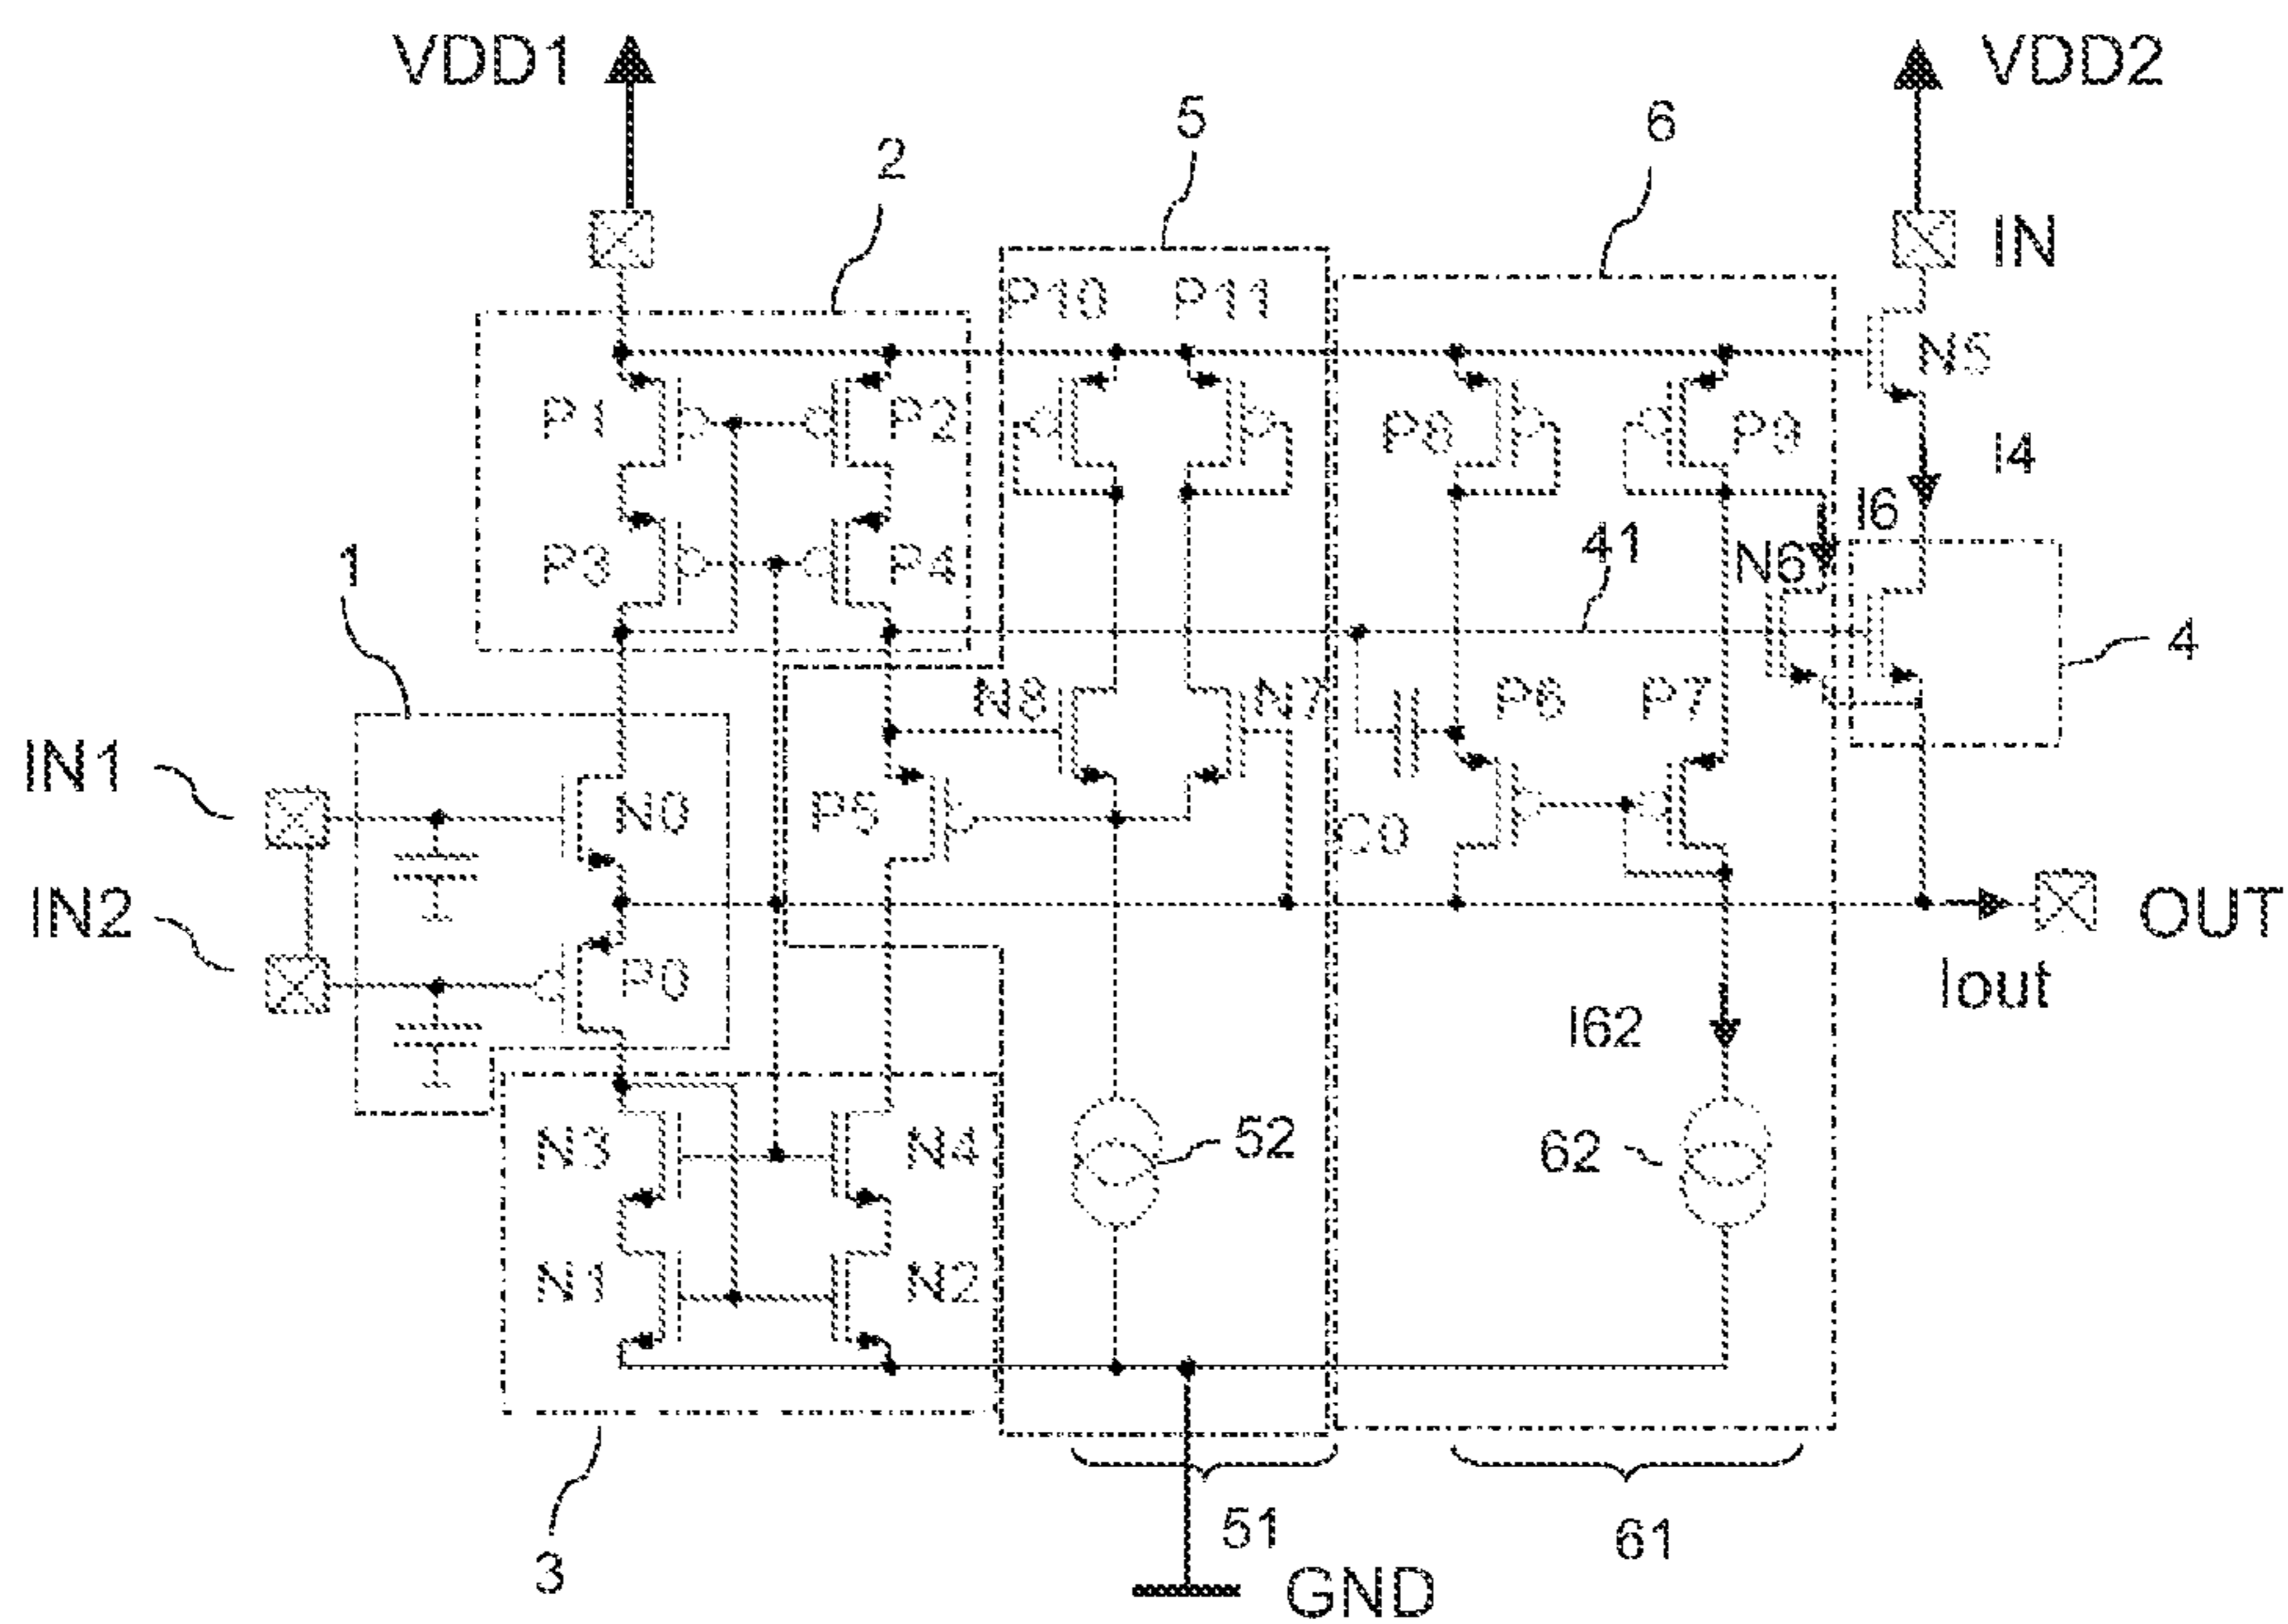 VDD1
VDD2
5
6
2
IN
P10
P11
N5
P1
P2
P8
P9
I4
I6
41
1
P3
P4
N6
4
N8
N7
P6
P7
IN1
N0
P5
C0
IN2
P0
OUT
Iout
I62
N3
N4
52
62
N1
N2
51
61
3
GND